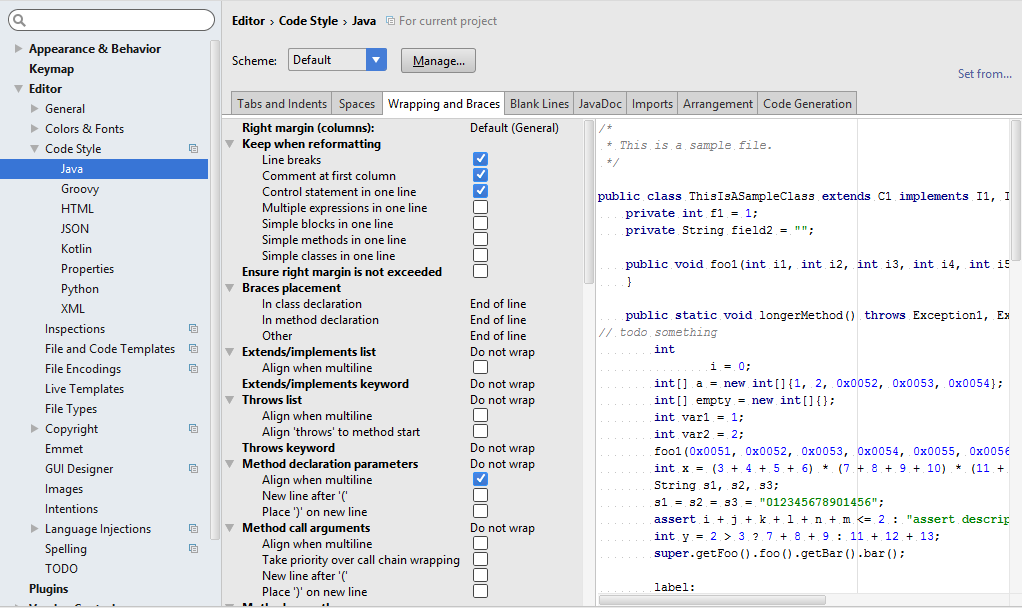 Editor › Code Style › Java For current project
Scheme: Default Manage...
Set from...
Appearance & Behavior
Keymap
Editor
General
Colors & Fonts
Code Style
Java
Groovy
HTML
JSON
Kotlin
Properties
Python
XML
Inspections
File and Code Templates
File Encodings
Live Templates
File Types
Copyright
Emmet
GUI Designer
Images
Intentions
Language Injections
Spelling
TODO
Plugins
Tabs and Indents Spaces Wrapping and Braces Blank Lines JavaDoc Imports Arrangement Code Generation
Right margin (columns): Default (General)
Keep when reformatting
Line breaks
Comment at first column
Control statement in one line
Multiple expressions in one line
Simple blocks in one line
Simple methods in one line
Simple classes in one line
Ensure right margin is not exceeded
Braces placement
In class declaration End of line
In method declaration End of line
Other End of line
Extends/implements list Do not wrap
Align when multiline
Extends/implements keyword Do not wrap
Throws list Do not wrap
Align when multiline
Align 'throws' to method start
Throws keyword Do not wrap
Method declaration parameters Do not wrap
Align when multiline
New line after '('
Place ')' on new line
Method call arguments Do not wrap
Align when multiline
Take priority over call chain wrapping
New line after '('
Place ')' on new line
/*
* This is a sample file.
*/
public class ThisIsASampleClass extends C1 implements I1, I
private int f1 = 1;
private String field2 = "";
public void foo1(int i1, int i2, int i3, int i4, int i5
}
public static void longerMethod() throws Exception1, Ex
// todo something
int
i = 0;
int[] a = new int[]{1, 2, 0x0052, 0x0053, 0x0054};
int[] empty = new int[]{};
int var1 = 1;
int var2 = 2;
foo1(0x0051, 0x0052, 0x0053, 0x0054, 0x0055, 0x0056
int x = (3 + 4 + 5 + 6) * (7 + 8 + 9 + 10) * (11 +
String s1, s2, s3;
s1 = s2 = s3 = "012345678901456";
assert i + j + k + l + n + m <= 2 : "assert descrip
int y = 2 > 3 ? 7 + 8 + 9 : 11 + 12 + 13;
super.getFoo().foo().getBar().bar();
label: